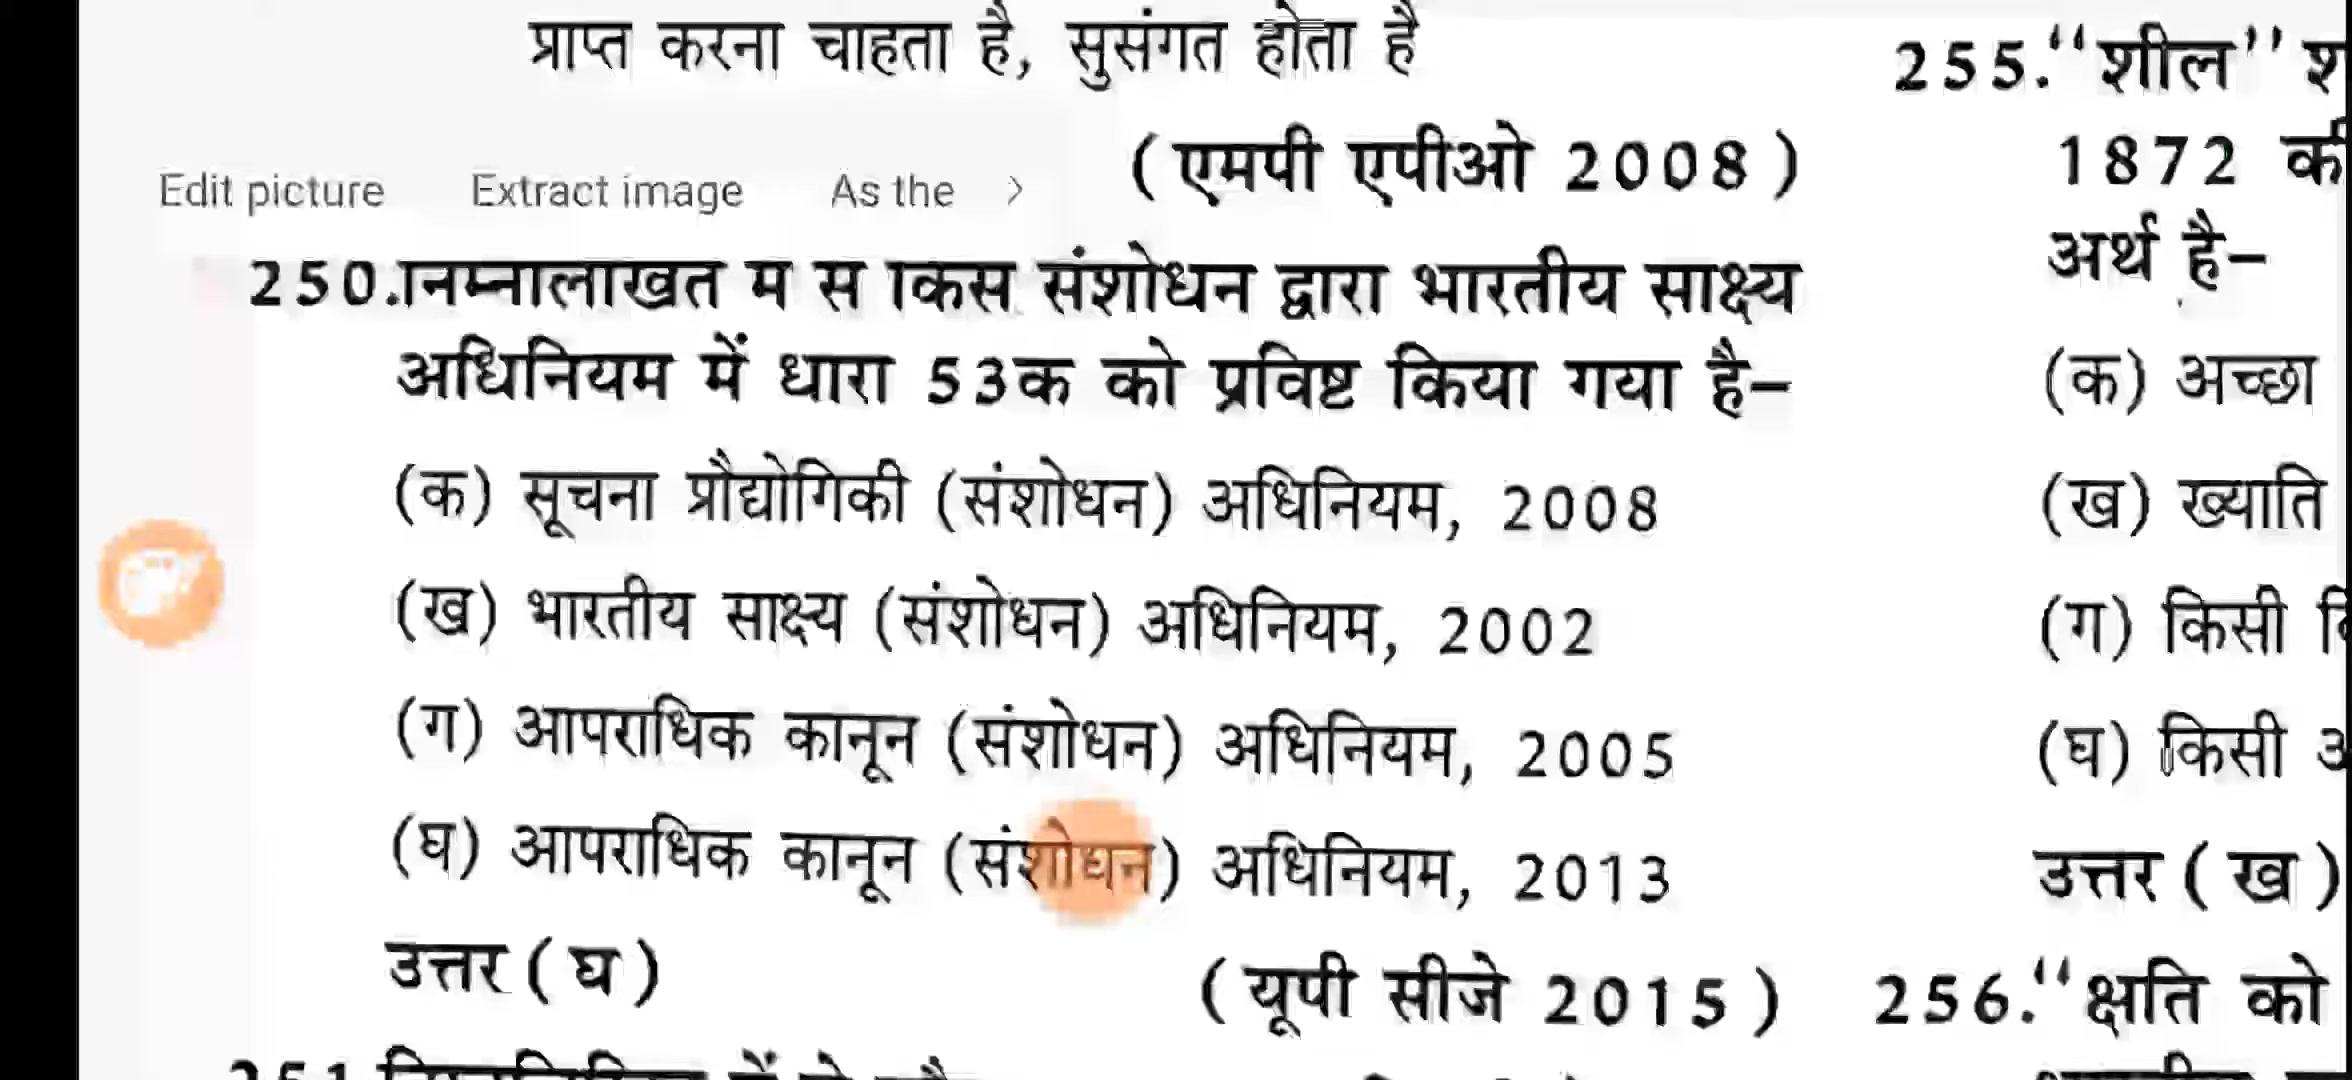 प्राप्त करना चाहता है, सुसंगत होता है
(एमपी एपीओ 2008)
Edit picture Extract image As the >
250.निम्नलिखित में से किस संशोधन द्वारा भारतीय साक्ष्य
अधिनियम में धारा 53क को प्रविष्ट किया गया है–
(क) सूचना प्रौद्योगिकी (संशोधन) अधिनियम, 2008
(ख) भारतीय साक्ष्य (संशोधन) अधिनियम, 2002
(ग) आपराधिक कानून (संशोधन) अधिनियम, 2005
(घ) आपराधिक कानून (संशोधन) अधिनियम, 2013
उत्तर (घ)
(यूपी सीजे 2015)
255.‘‘शील’’
1872 की
अर्थ है–
(क) अच्छा
(ख) ख्याति
(ग) किसी
(घ) किसी
उत्तर (ख)
256.‘‘क्षति को